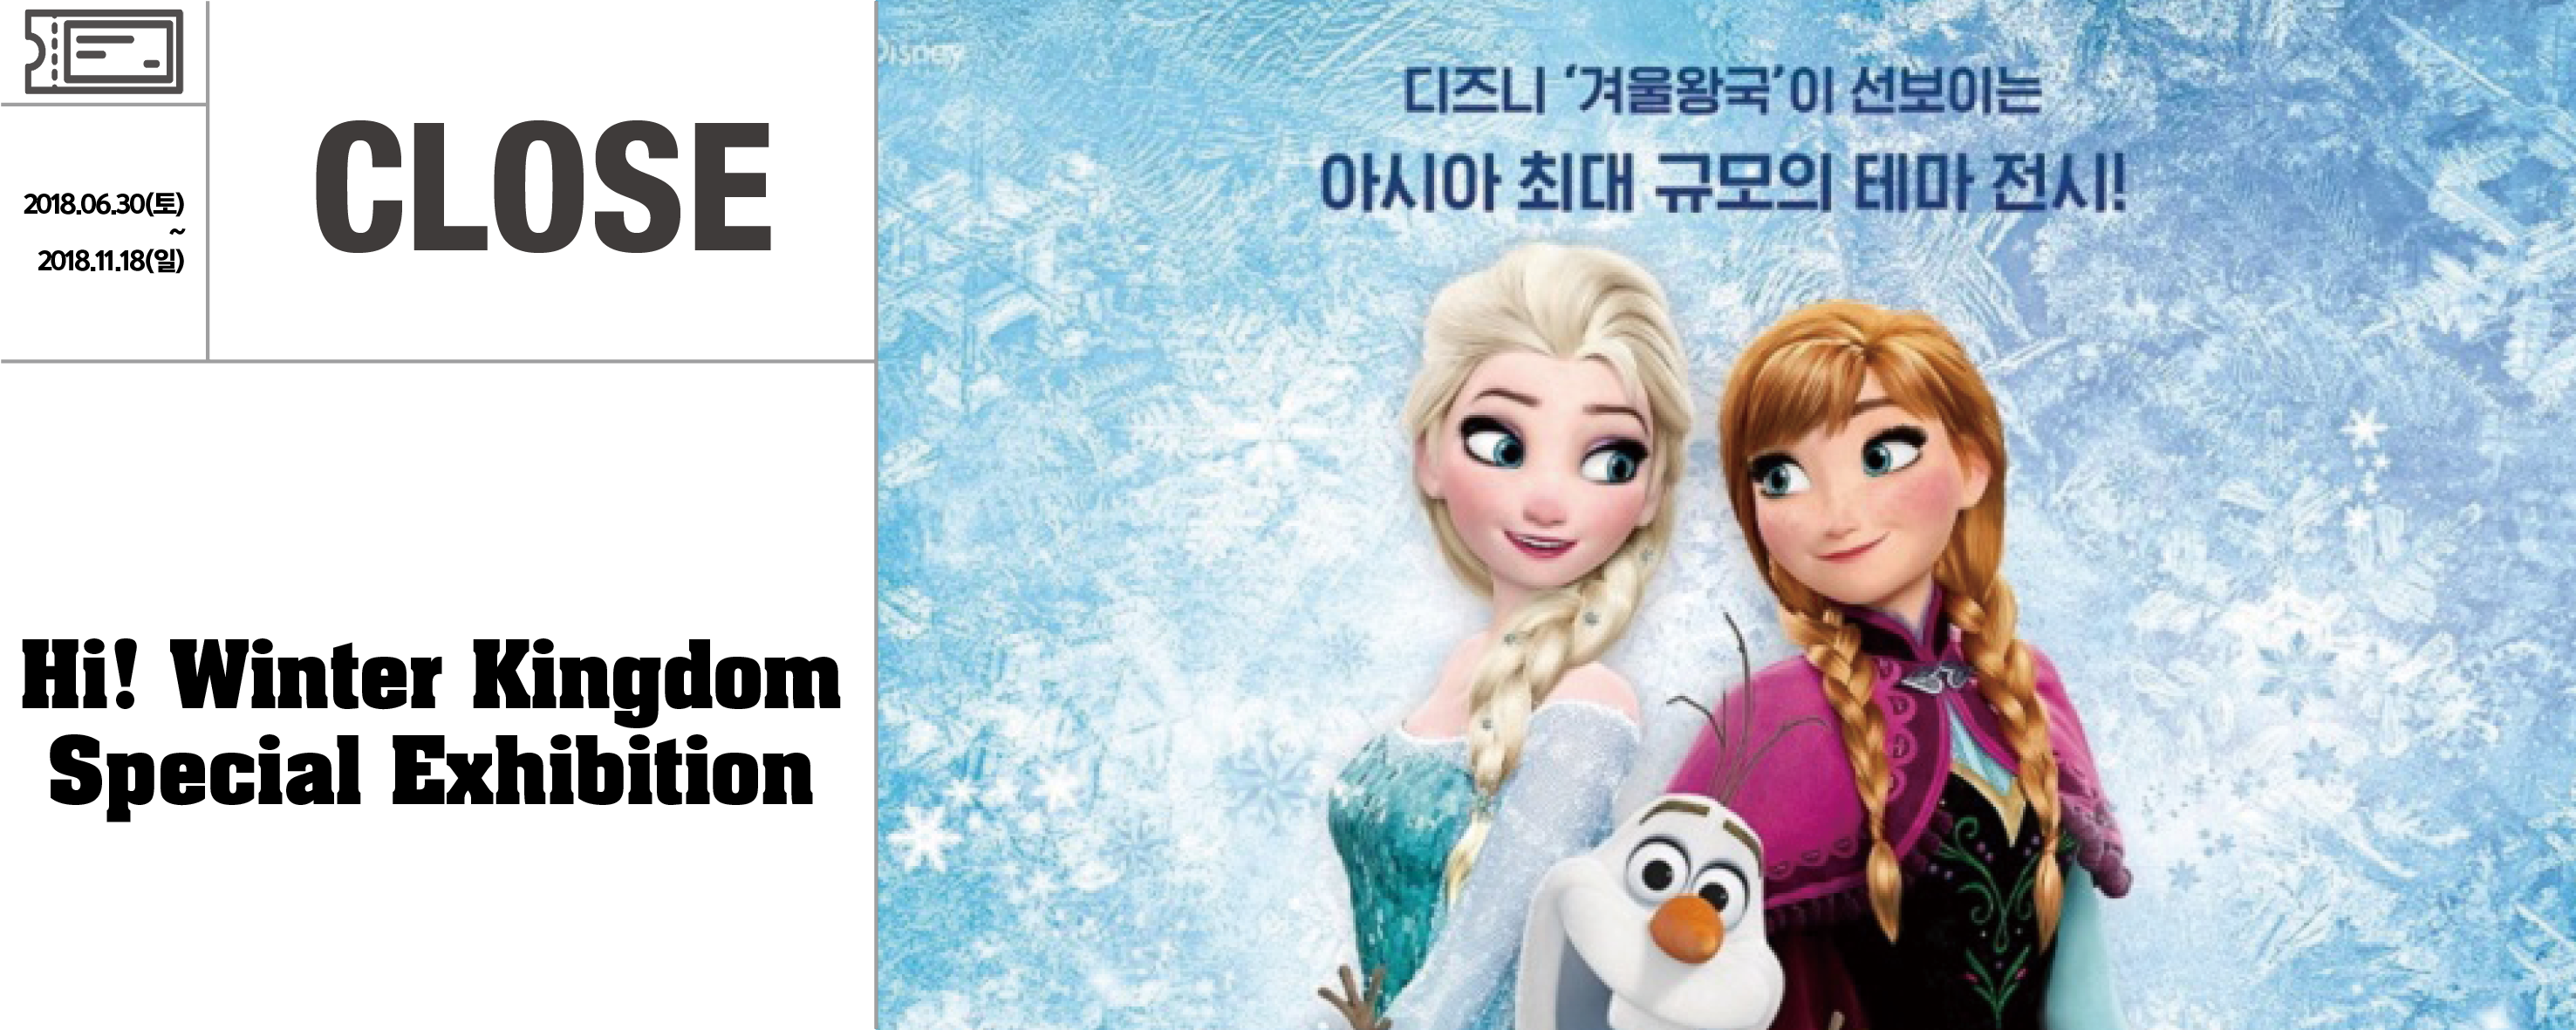 2018.06.30(토)
~
2018.11.18(일)
CLOSE
Hi! Winter Kingdom
Special Exhibition
Disney
디즈니 ‘겨울왕국’이 선보이는
아시아 최대 규모의 테마 전시!